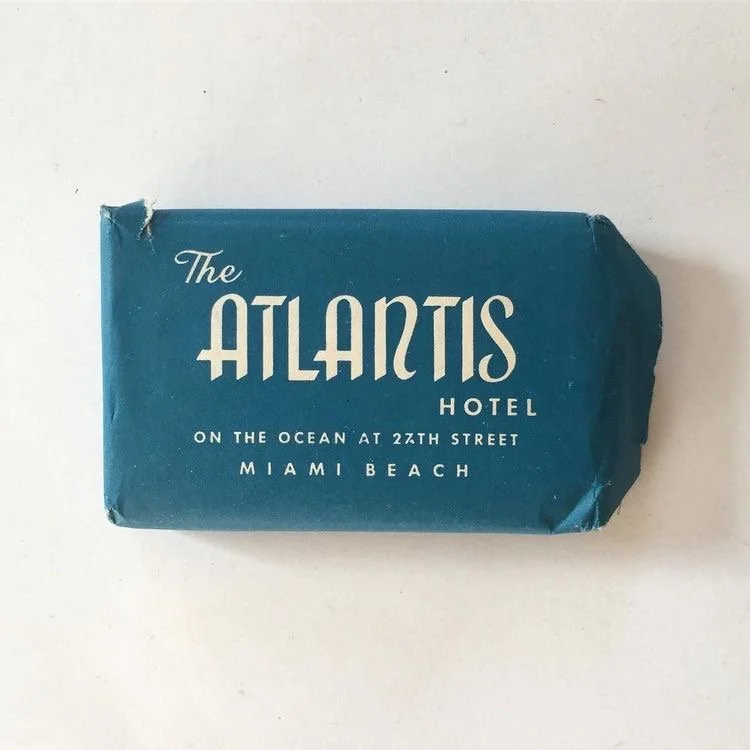 The
ATLANTIS
HOTEL
ON THE OCEAN AT 27TH STREET
MIAMI BEACH